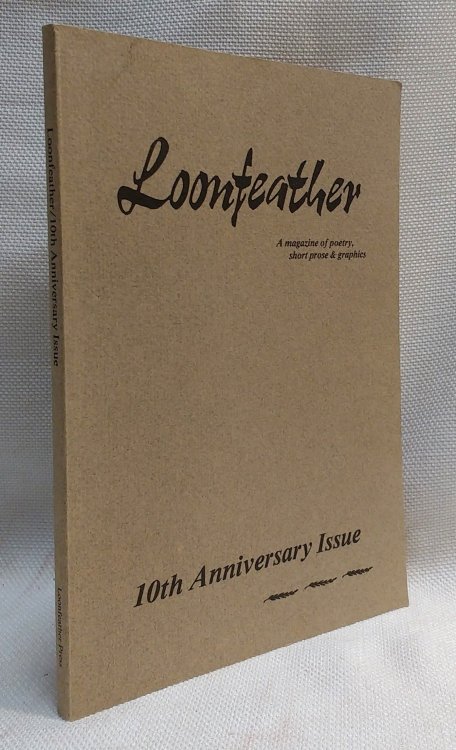 Loonfeather
A magazine of poetry,
short prose & graphics
10th Anniversary Issue
Loonfeather/10th Anniversary Issue
Loonfeather Press